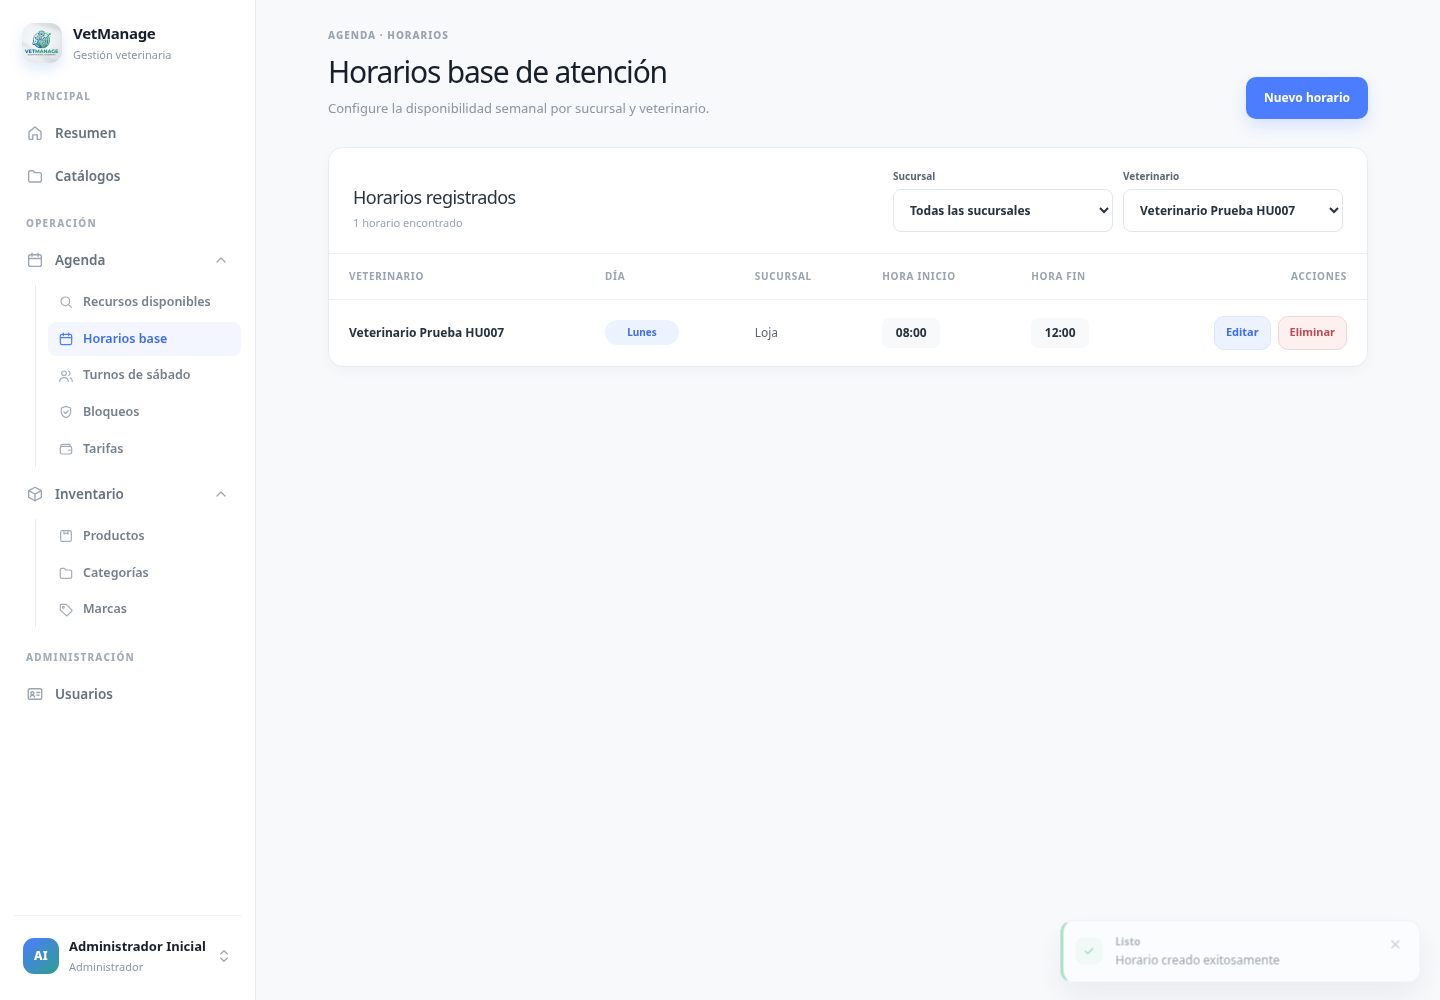 VetManage
Gestión veterinaria
PRINCIPAL
Resumen
Catálogos
OPERACIÓN
Agenda
Recursos disponibles
Horarios base
Turnos de sábado
Bloqueos
Tarifas
Inventario
Productos
Categorías
Marcas
ADMINISTRACIÓN
Usuarios
AI
Administrador Inicial
Administrador
AGENDA · HORARIOS
Horarios base de atención
Configure la disponibilidad semanal por sucursal y veterinario.
Nuevo horario
Horarios registrados
1 horario encontrado
Sucursal
Todas las sucursales
Veterinario
Veterinario Prueba HU007
VETERINARIO DÍA SUCURSAL HORA INICIO HORA FIN ACCIONES
Veterinario Prueba HU007 Lunes Loja 08:00 12:00 Editar Eliminar
Listo
Horario creado exitosamente